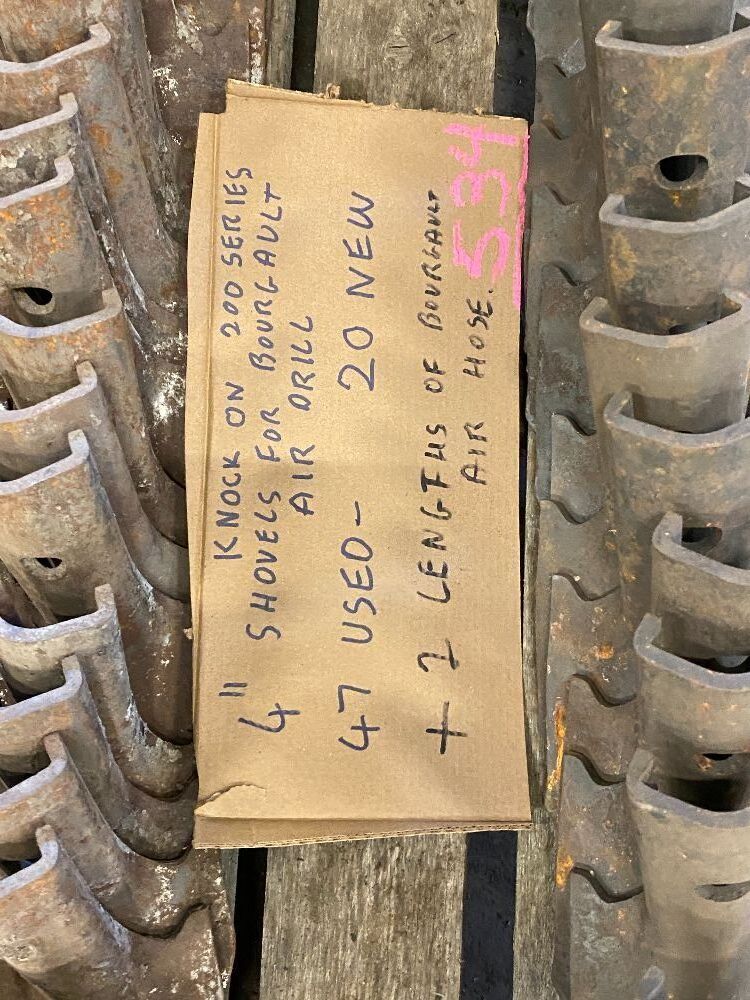 4" KNOCK ON 200 SERIES
SHOVELS FOR BOURGAULT
AIR DRILL
47 USED - 20 NEW
+ 2 LENGTHS OF BOURGAULT
AIR HOSE.
534